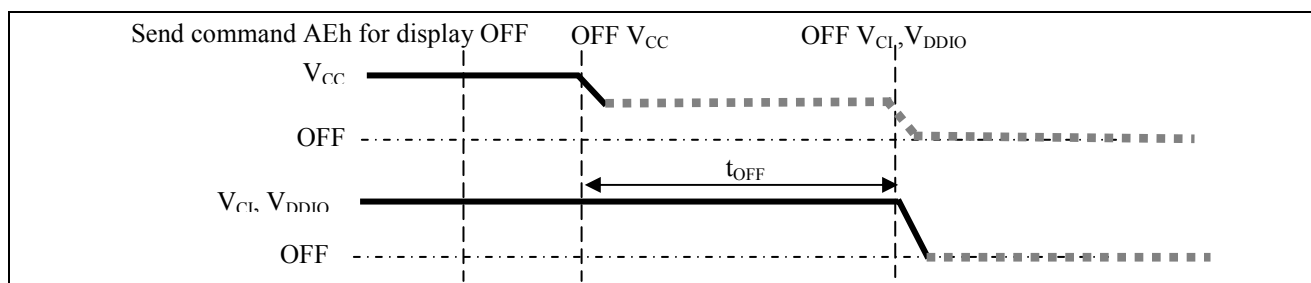 Send command AEh for display OFF OFF VCC OFF VCI, VDDIO
VCC
OFF
tOFF
VCI, VDDIO
OFF